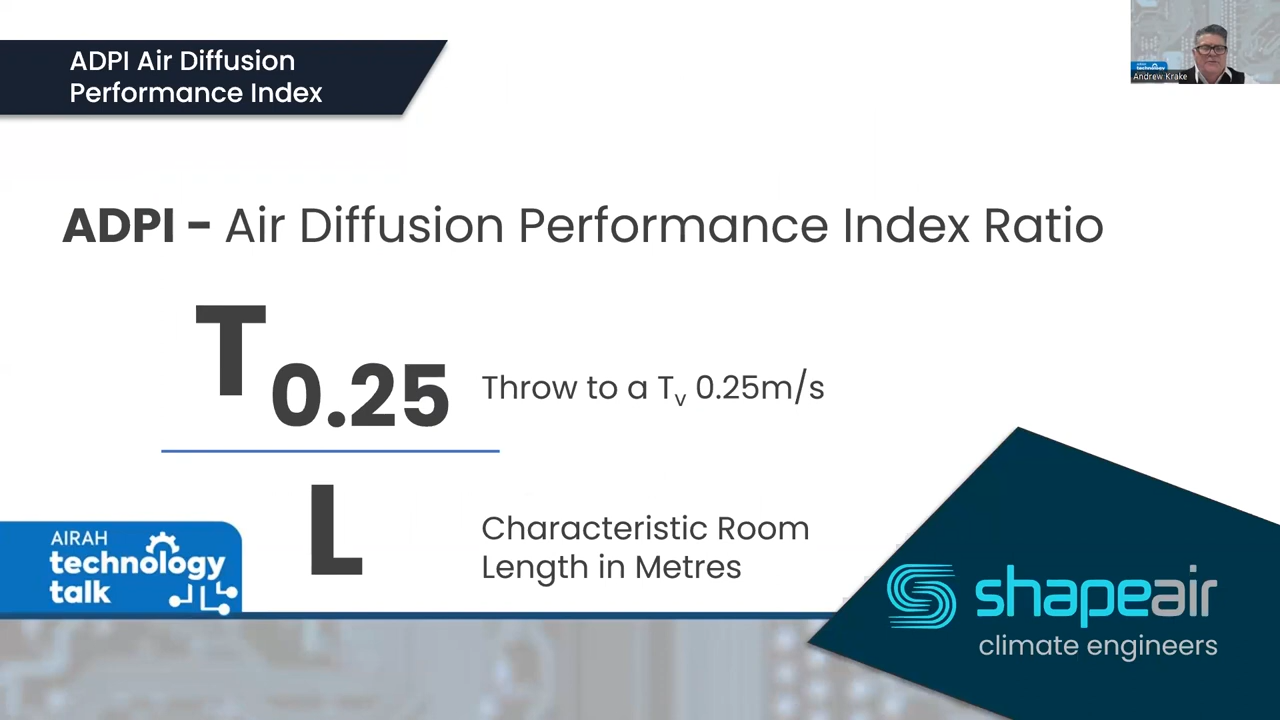 ADPI Air Diffusion
Performance Index
Andrew Krake
ADPI - Air Diffusion Performance Index Ratio
T0.25
Throw to a Tv 0.25m/s
L
Characteristic Room
Length in Metres
AIRAH
technology
talk
shapeair
climate engineers